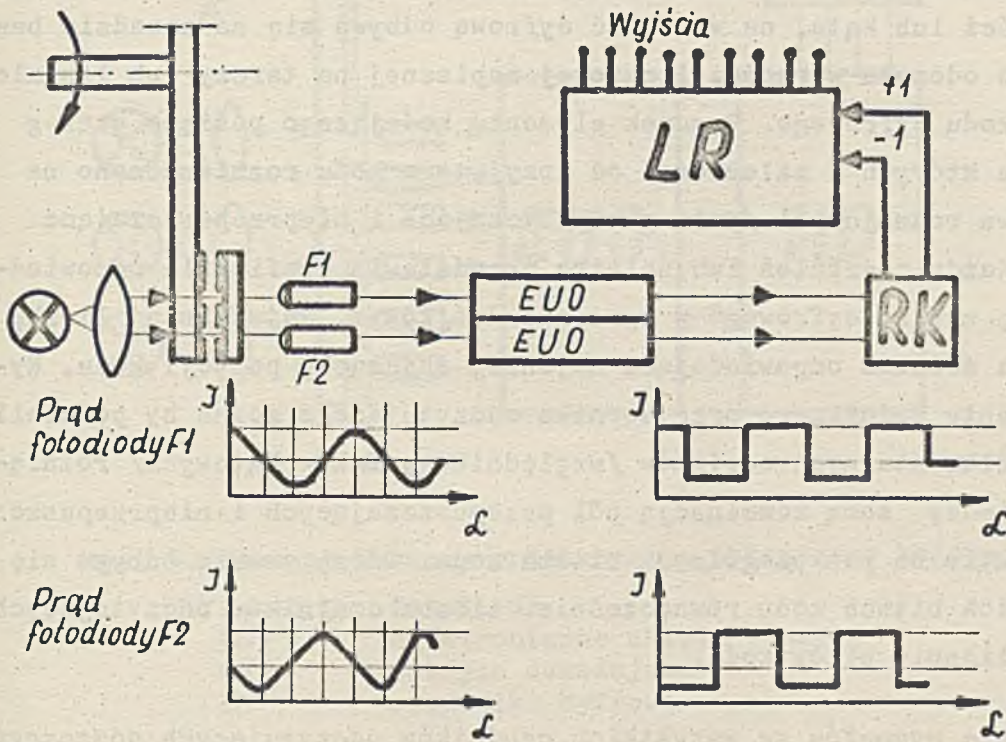 Wyjścia
LR
+1
-1
F1
EUO
RK
EUO
F2
Prąd
fotodiody F1
J
α
J
α
Prąd
fotodiody F2
J
α
J
α